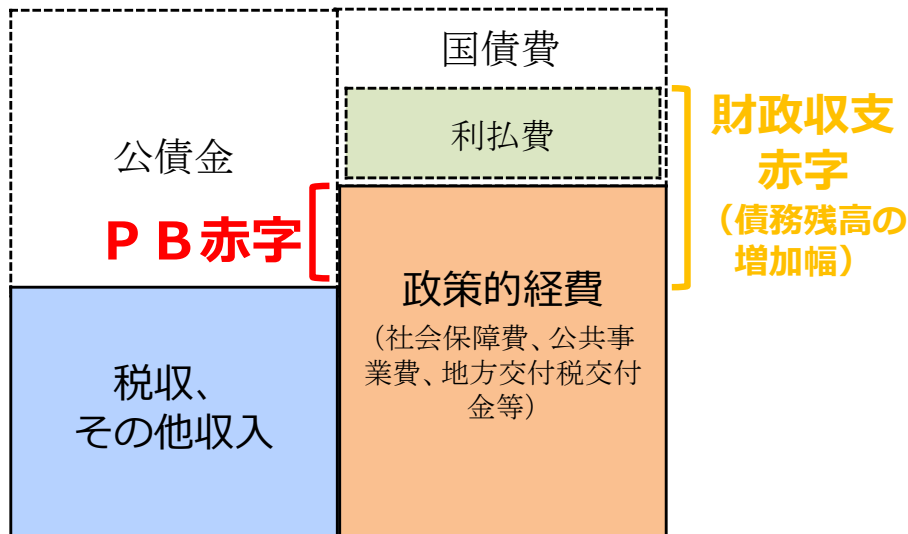 国債費
利払費
財政収支
赤字
（債務残高の
増加幅）
公債金
ＰＢ赤字
政策的経費
（社会保障費、公共事
業費、地方交付税交付
金等）
税収、
その他収入